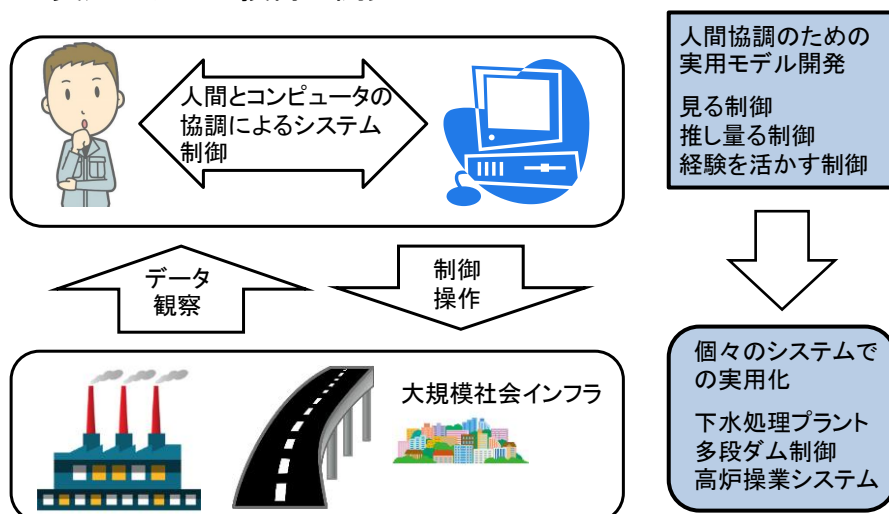 人間とコンピュータの
協調によるシステム
制御
データ
観察
制御
操作
大規模社会インフラ
人間協調のための
実用モデル開発
見る制御
推し量る制御
経験を活かす制御
個々のシステムで
の実用化
下水処理プラント
多段ダム制御
高炉操業システム